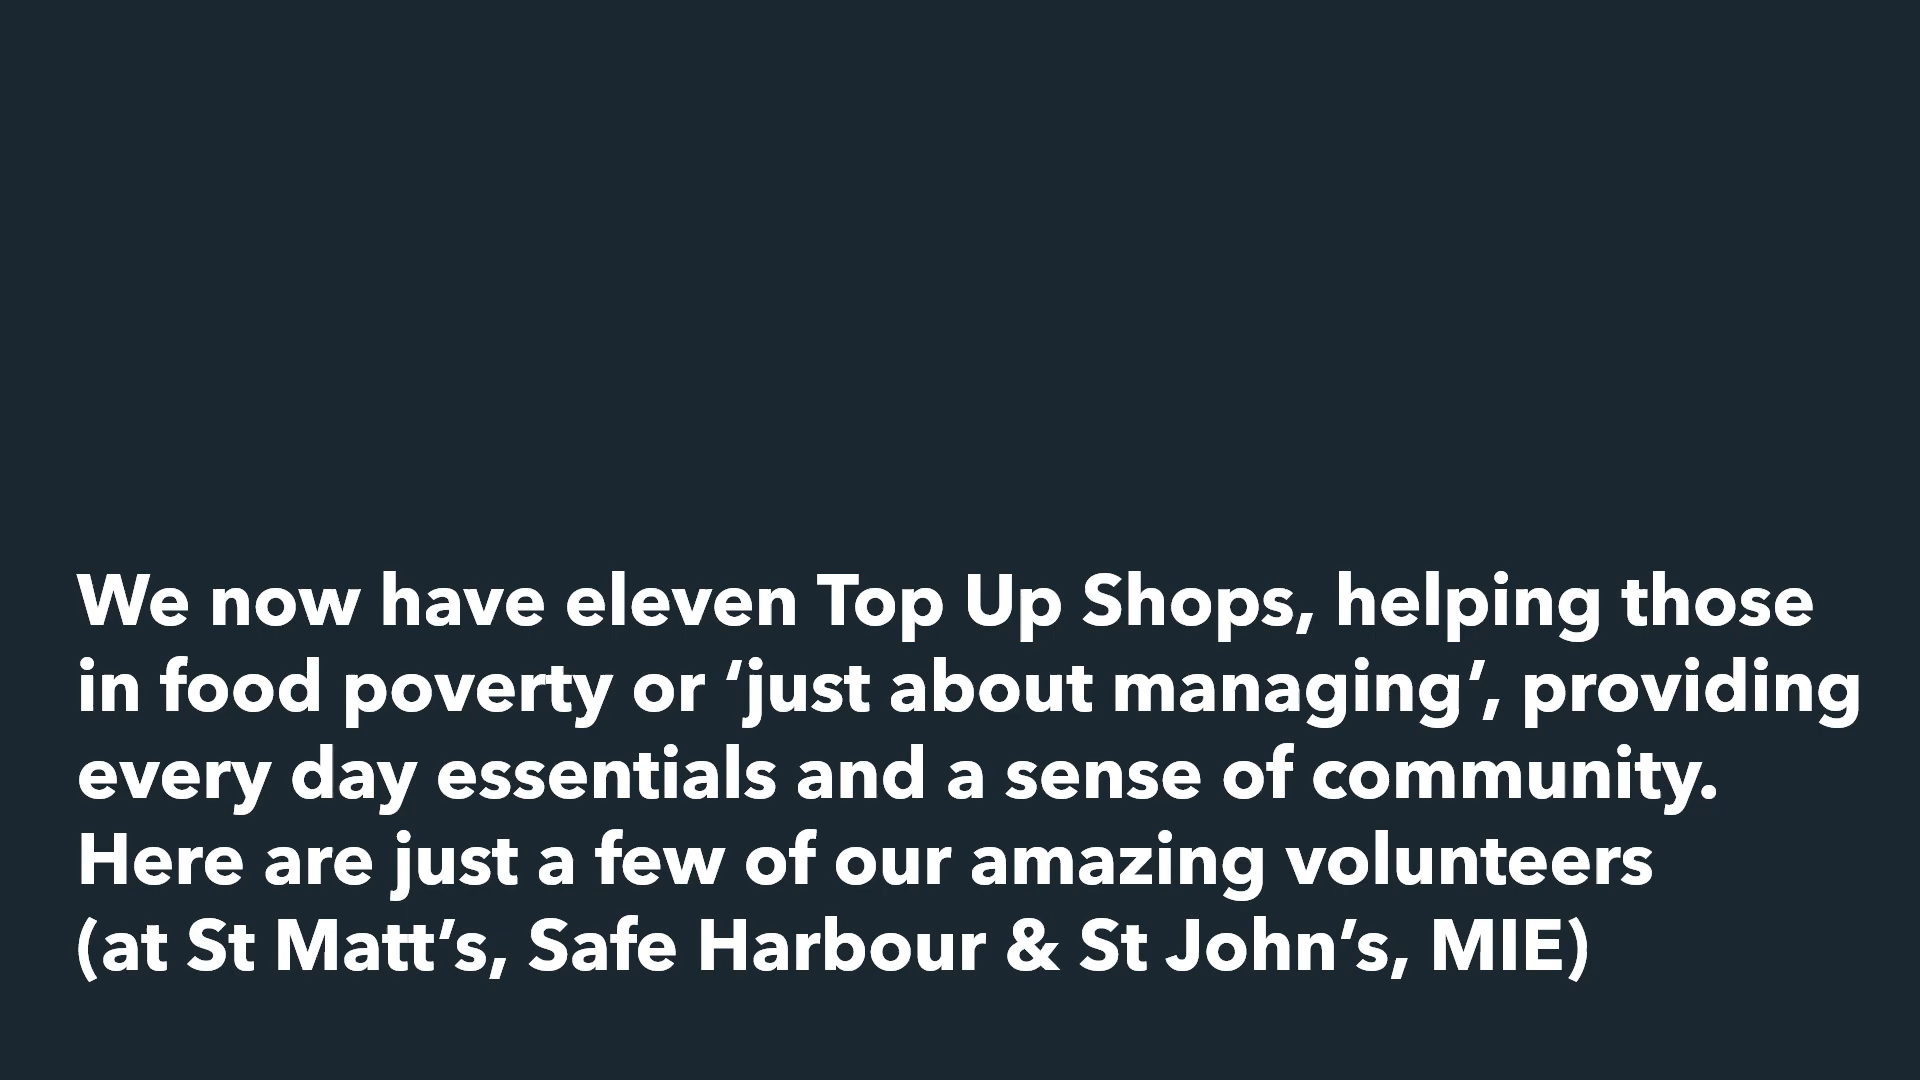 We now have eleven Top Up Shops, helping those
in food poverty or ‘just about managing’, providing
every day essentials and a sense of community.
Here are just a few of our amazing volunteers
(at St Matt’s, Safe Harbour & St John’s, MIE)